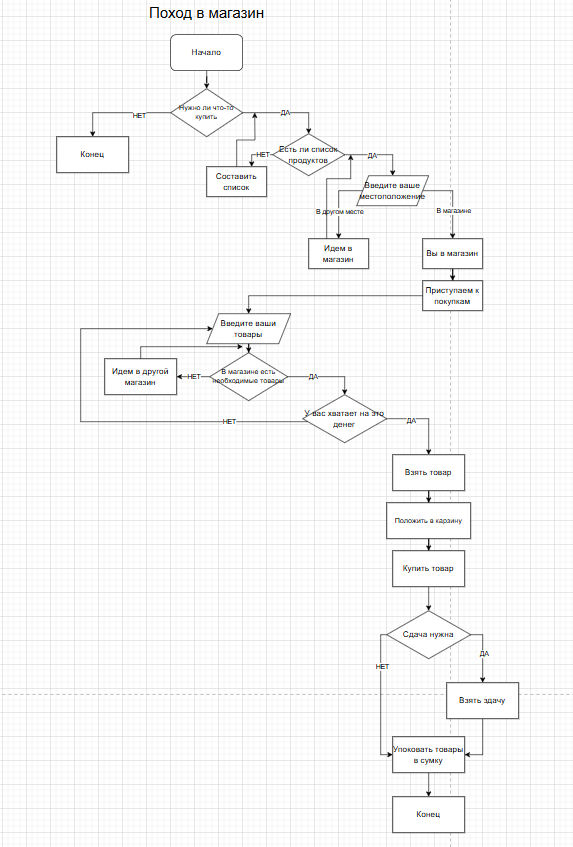 Поход в магазин
Начало
Нужно ли что-то
купить
НЕТ
ДА
Конец
Есть ли список
продуктов
НЕТ
ДА
Составить
список
Введите ваше
местоположение
В другом месте
В магазине
Идем в
магазин
Вы в магазин
Приступаем к
покупкам
Введите ваши
товары
В магазине есть
необходимые товары
НЕТ
ДА
Идем в другой
магазин
У вас хватает на это
денег
НЕТ
ДА
Взять товар
Положить в карзину
Купить товар
Сдача нужна
НЕТ
ДА
Взять здачу
Упоковать товары
в сумку
Конец